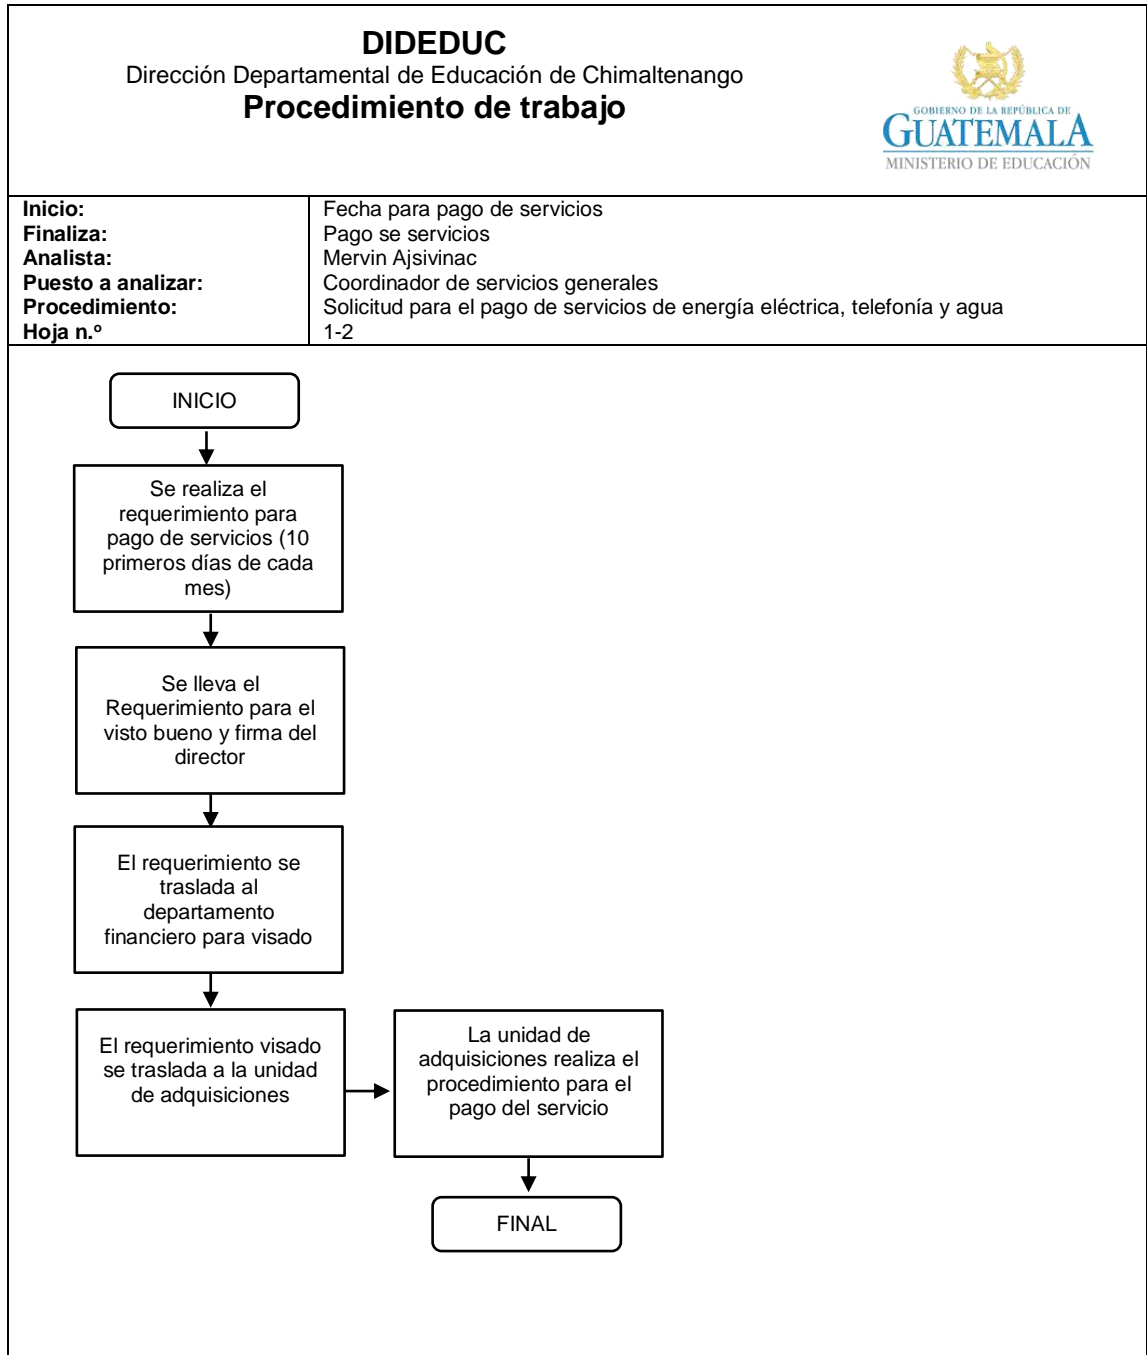 DIDEDUC
Dirección Departamental de Educación de Chimaltenango
Procedimiento de trabajo
GOBIERNO DE LA REPÚBLICA DE
GUATEMALA
MINISTERIO DE EDUCACIÓN
Inicio: Fecha para pago de servicios
Finaliza: Pago se servicios
Analista: Mervin Ajsivinac
Puesto a analizar: Coordinador de servicios generales
Procedimiento: Solicitud para el pago de servicios de energía eléctrica, telefonía y agua
Hoja n.º 1-2
INICIO
Se realiza el
requerimiento para
pago de servicios (10
primeros días de cada
mes)
Se lleva el
Requerimiento para el
visto bueno y firma del
director
El requerimiento se
traslada al
departamento
financiero para visado
El requerimiento visado
se traslada a la unidad
de adquisiciones
La unidad de
adquisiciones realiza el
procedimiento para el
pago del servicio
FINAL